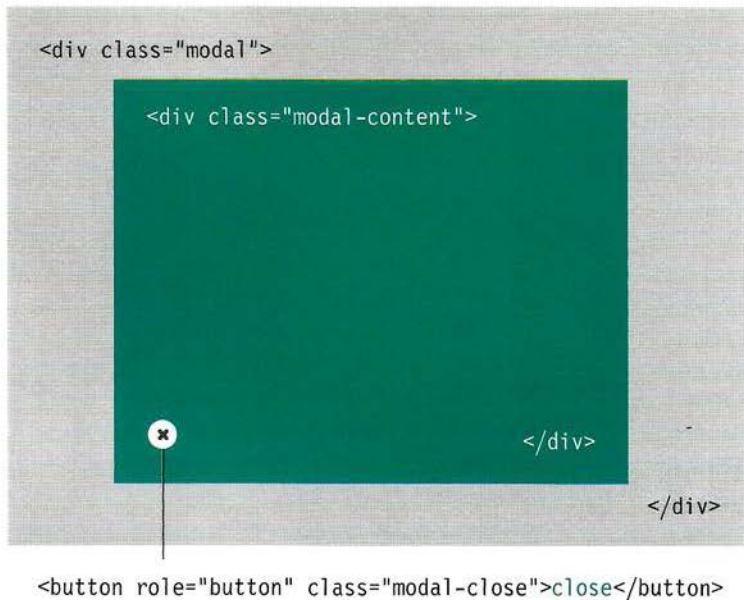 <div class="modal">
<div class="modal-content">
</div>
</div>
<button role="button" class="modal-close">close</button>